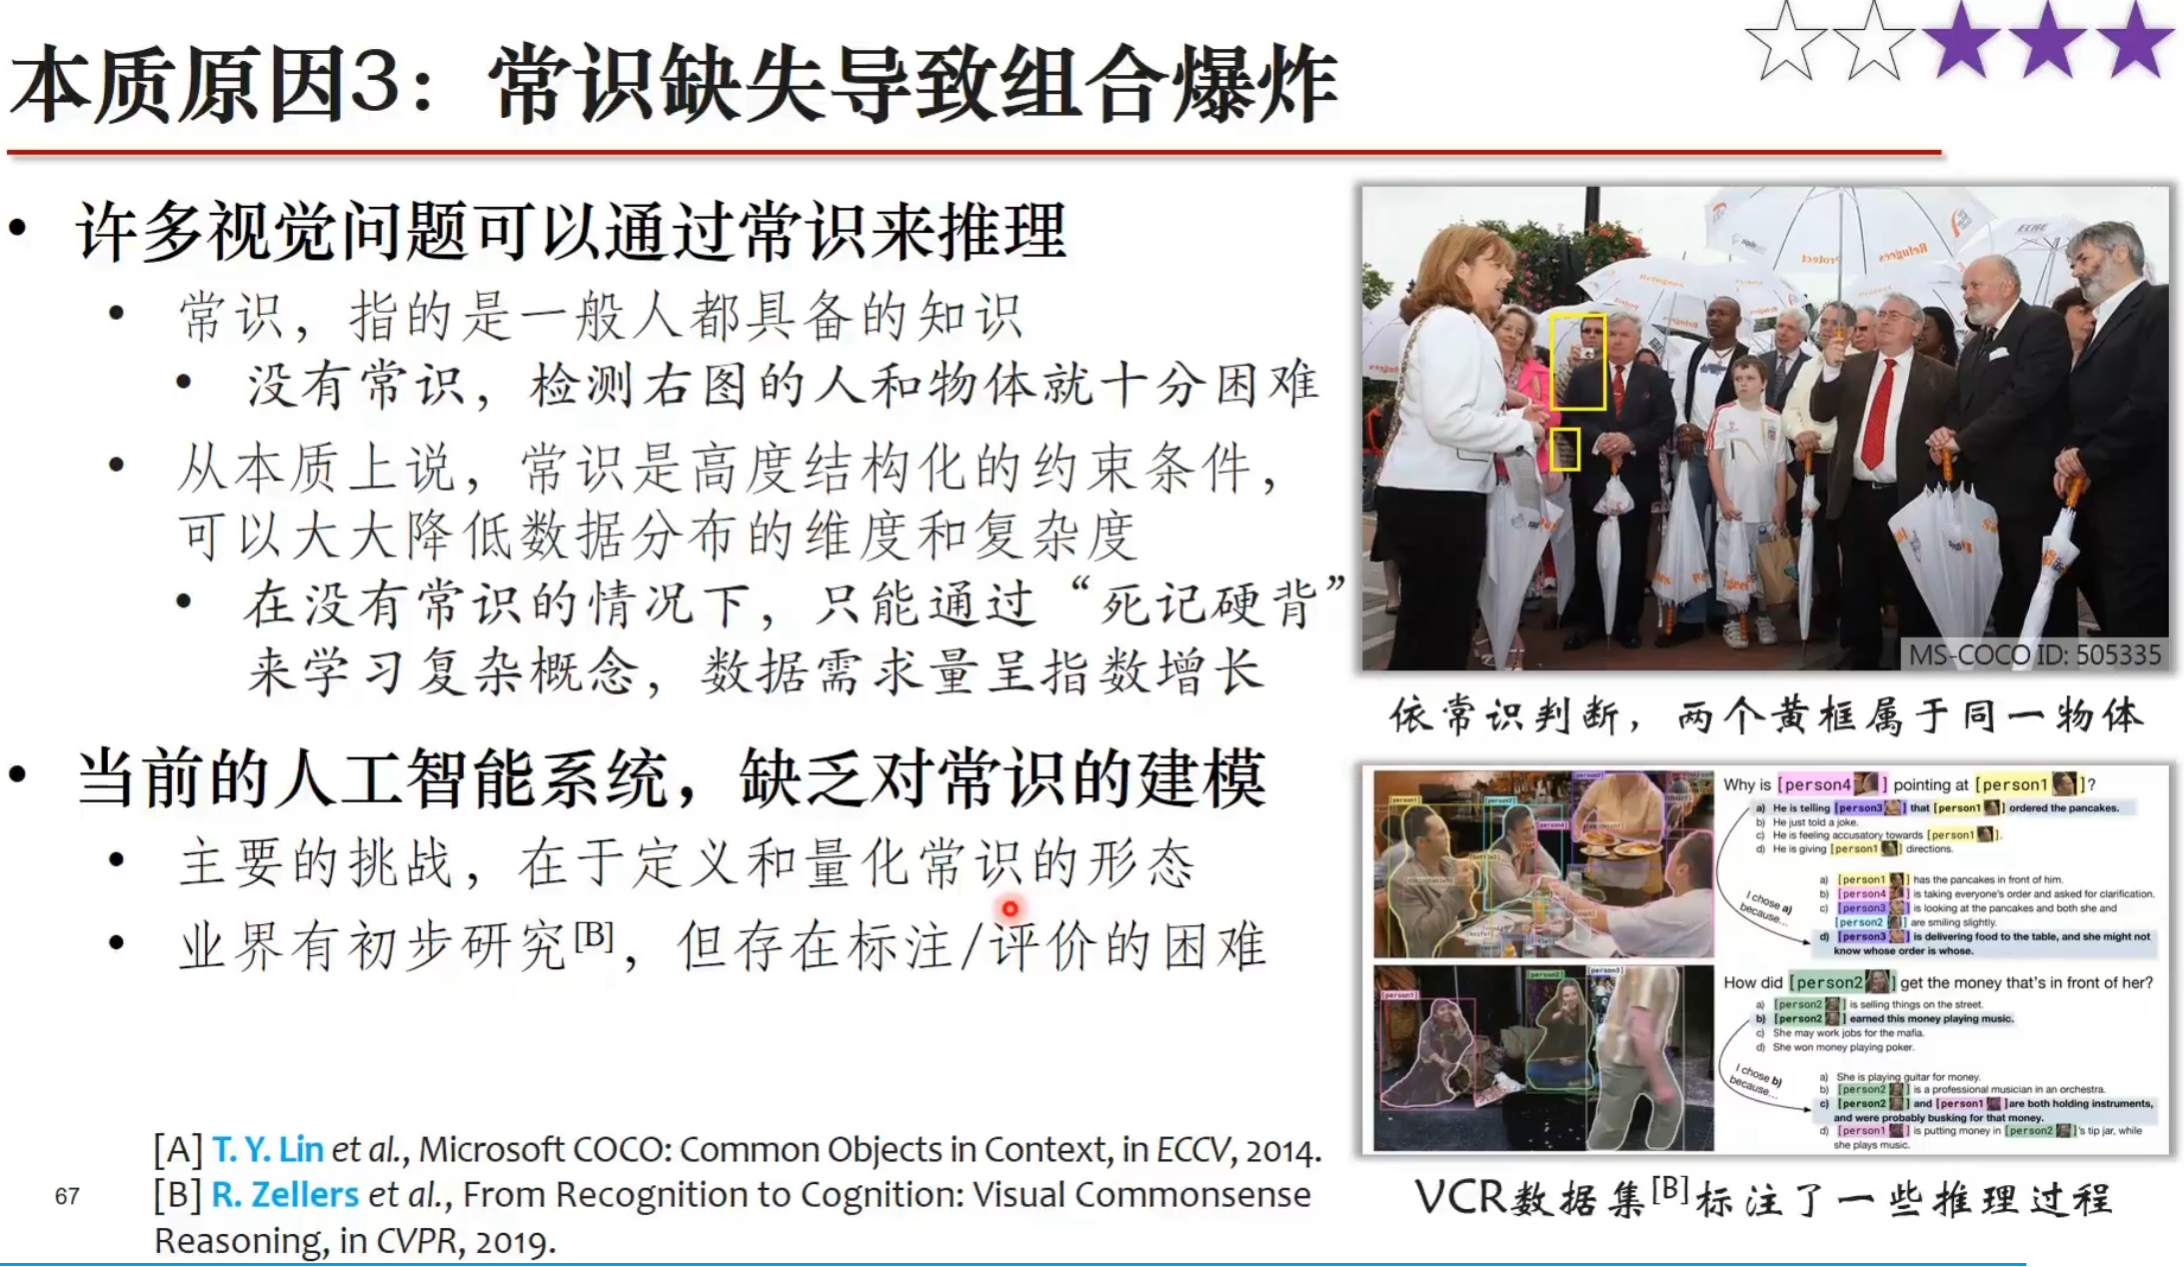 本质原因3：常识缺失导致组合爆炸
• 许多视觉问题可以通过常识来推理
• 常识，指的是一般人都具备的知识
• 没有常识，检测右图的人和物体就十分困难
• 从本质上说，常识是高度结构化的约束条件，
可以大大降低数据分布的维度和复杂度
• 在没有常识的情况下，只能通过“死记硬背”
来学习复杂概念，数据需求量呈指数增长
• 当前的人工智能系统，缺乏对常识的建模
• 主要的挑战，在于定义和量化常识的形态
• 业界有初步研究[B]，但存在标注/评价的困难
[A] T. Y. Lin et al., Microsoft COCO: Common Objects in Context, in ECCV, 2014.
[B] R. Zellers et al., From Recognition to Cognition: Visual Commonsense
Reasoning, in CVPR, 2019.
67
Protect
Refugees
MS-COCO ID: 505335
依常识判断，两个黄框属于同一物体
[person1]
[person2]
Why is [person4] pointing at [person1]?
a) He is telling [person3] that [person1] ordered the pancakes.
b) He just told a joke.
c) He is feeling accusatory towards [person1].
d) He is giving [person1] directions.
I chose a)
because...
a) [person1] has the pancakes in front of him.
b) [person4] is taking everyone's order and asked for clarification.
c) [person3] is looking at the pancakes and both she and
[person2] are smiling slightly.
d) [person3] is delivering food to the table, and she might not
know whose order is whose.
[person1]
[person2]
[person3]
How did [person2] get the money that's in front of her?
a) [person2] is selling things on the street.
b) [person2] earned this money playing music.
c) She may work jobs for the mafia.
d) She won money playing poker.
I chose b)
because...
a) She is playing guitar for money.
b) [person2] is a professional musician in an orchestra.
c) [person2] and [person1] are both holding instruments,
and were probably busking for that money.
d) [person1] is putting money in [person2]'s tip jar, while
she plays music.
VCR数据集[B]标注了一些推理过程